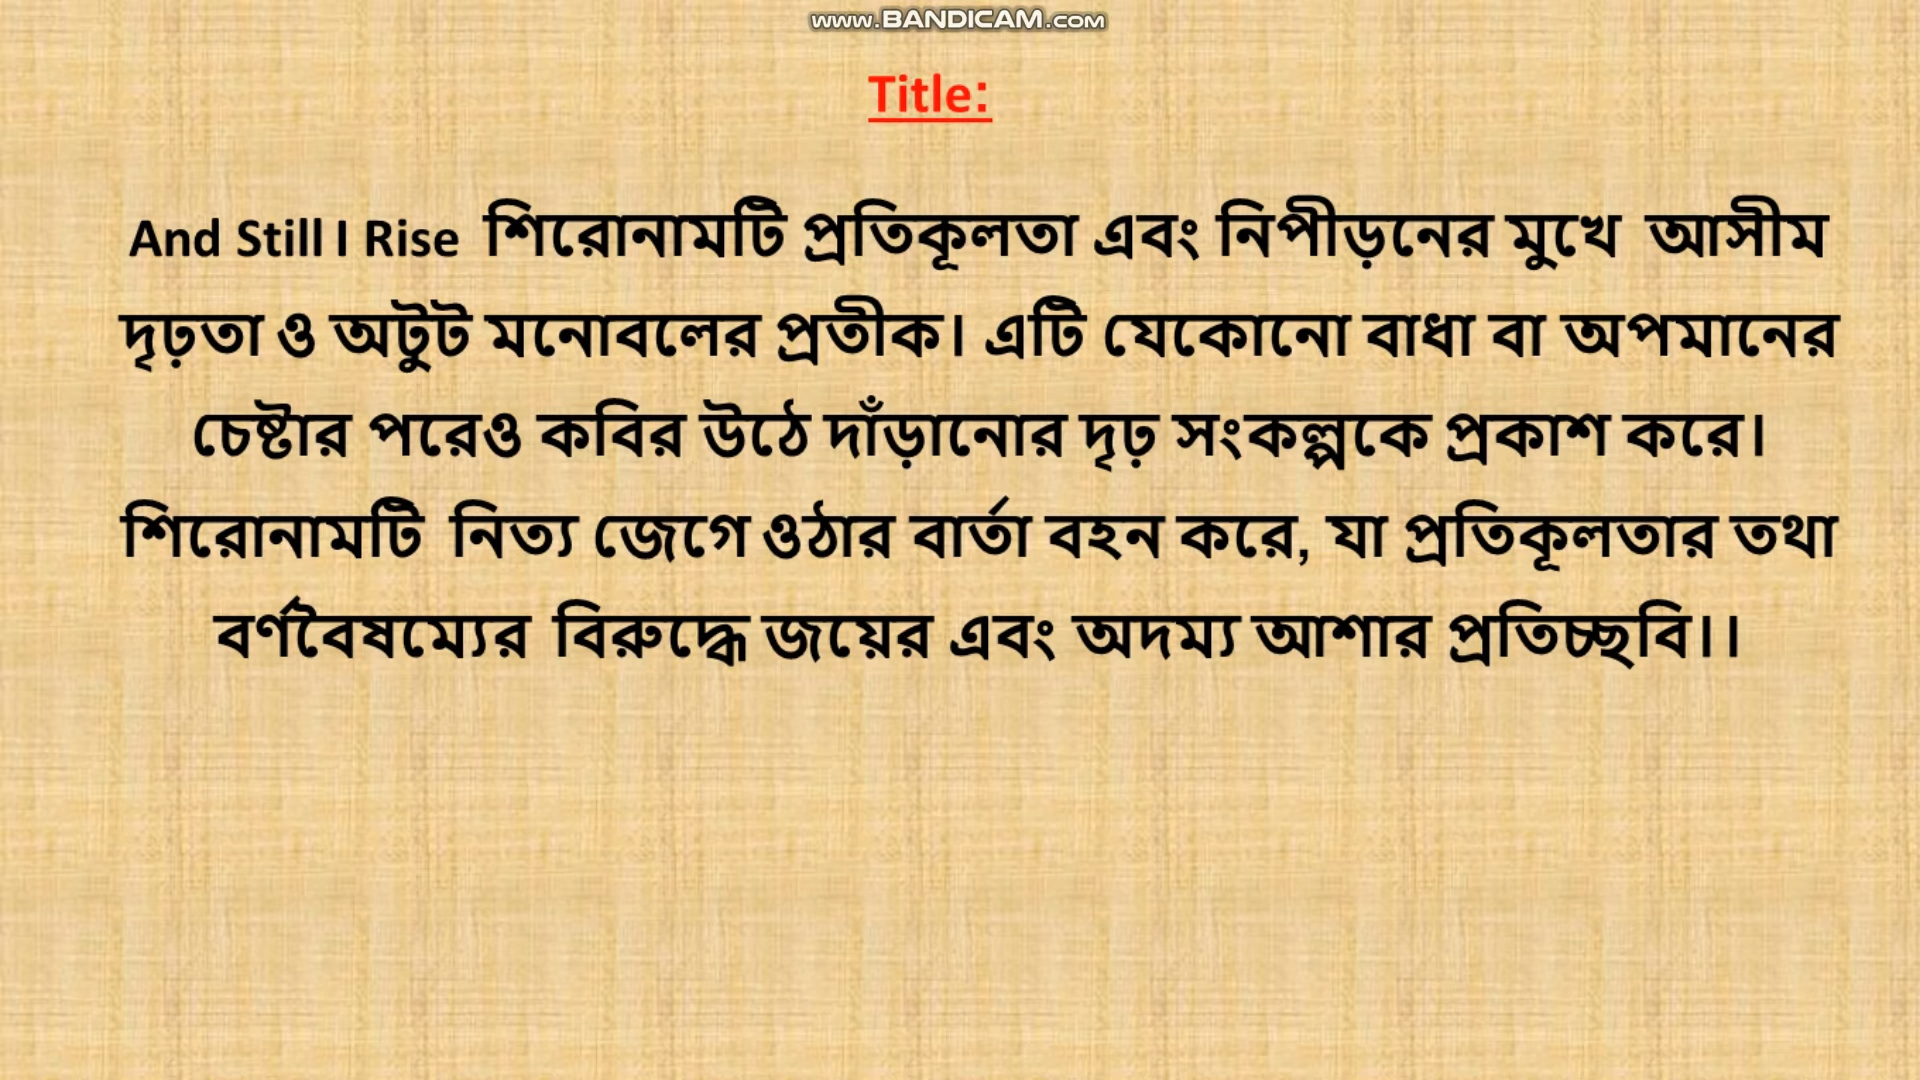 www.BANDICAM.com
Title:
And Still I Rise শিরোনামটি প্রতিকূলতা এবং নিপীড়নের মুখে আসীম
দৃঢ়তা ও অটুট মনোবলের প্রতীক। এটি যেকোনো বাধা বা অপমানের
চেষ্টার পরেও কবির উঠে দাঁড়ানোর দৃঢ় সংকল্পকে প্রকাশ করে।
শিরোনামটি নিত্য জেগে ওঠার বার্তা বহন করে, যা প্রতিকূলতার তথা
বর্ণবৈষম্যের বিরুদ্ধে জয়ের এবং অদম্য আশার প্রতিচ্ছবি।।